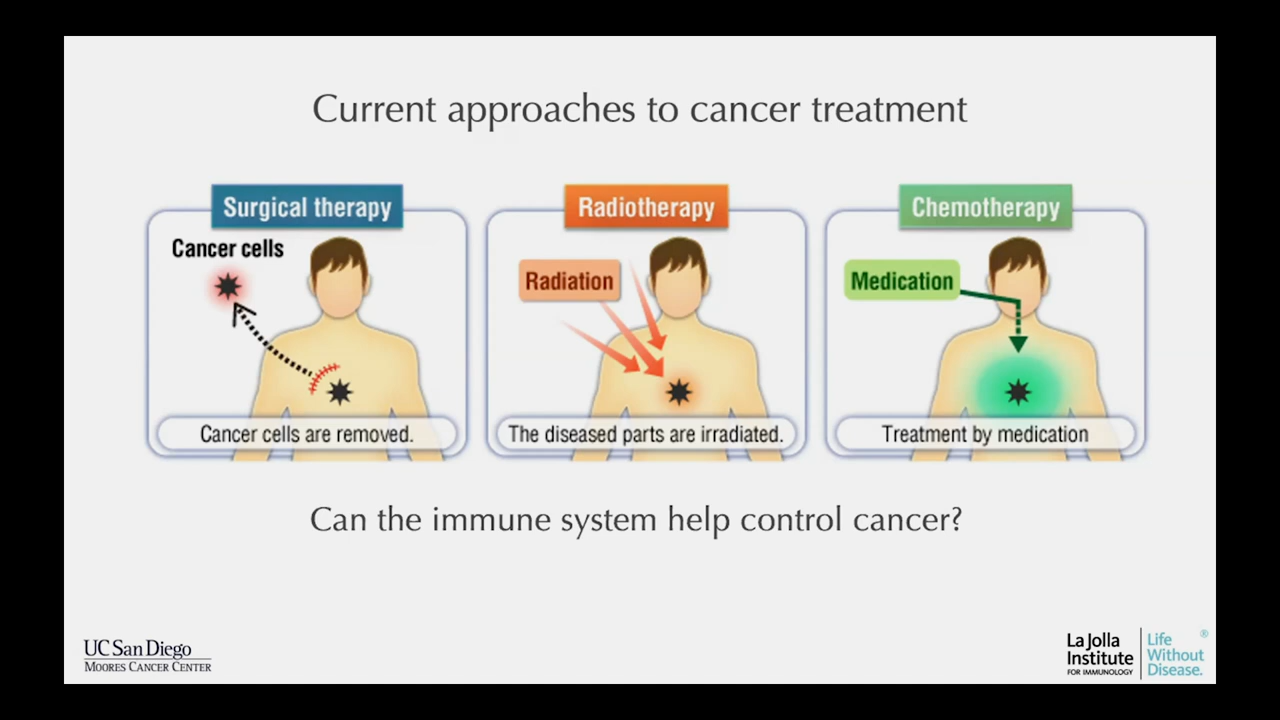 Current approaches to cancer treatment
Surgical therapy
Cancer cells
Cancer cells are removed.
Radiotherapy
Radiation
The diseased parts are irradiated.
Chemotherapy
Medication
Treatment by medication
Can the immune system help control cancer?
UC San Diego
MOORES CANCER CENTER
La Jolla
Institute
FOR IMMUNOLOGY
Life
Without
Disease.®